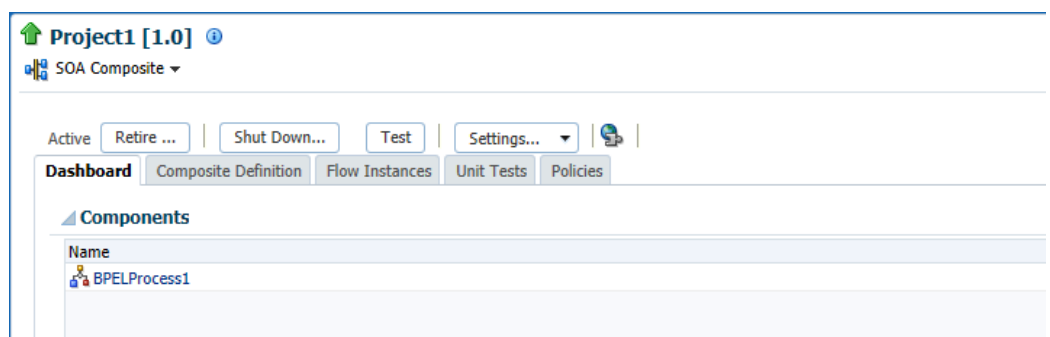 Project1 [1.0]
SOA Composite
Active Retire ... Shut Down... Test Settings...
Dashboard Composite Definition Flow Instances Unit Tests Policies
Components
Name
BPELProcess1